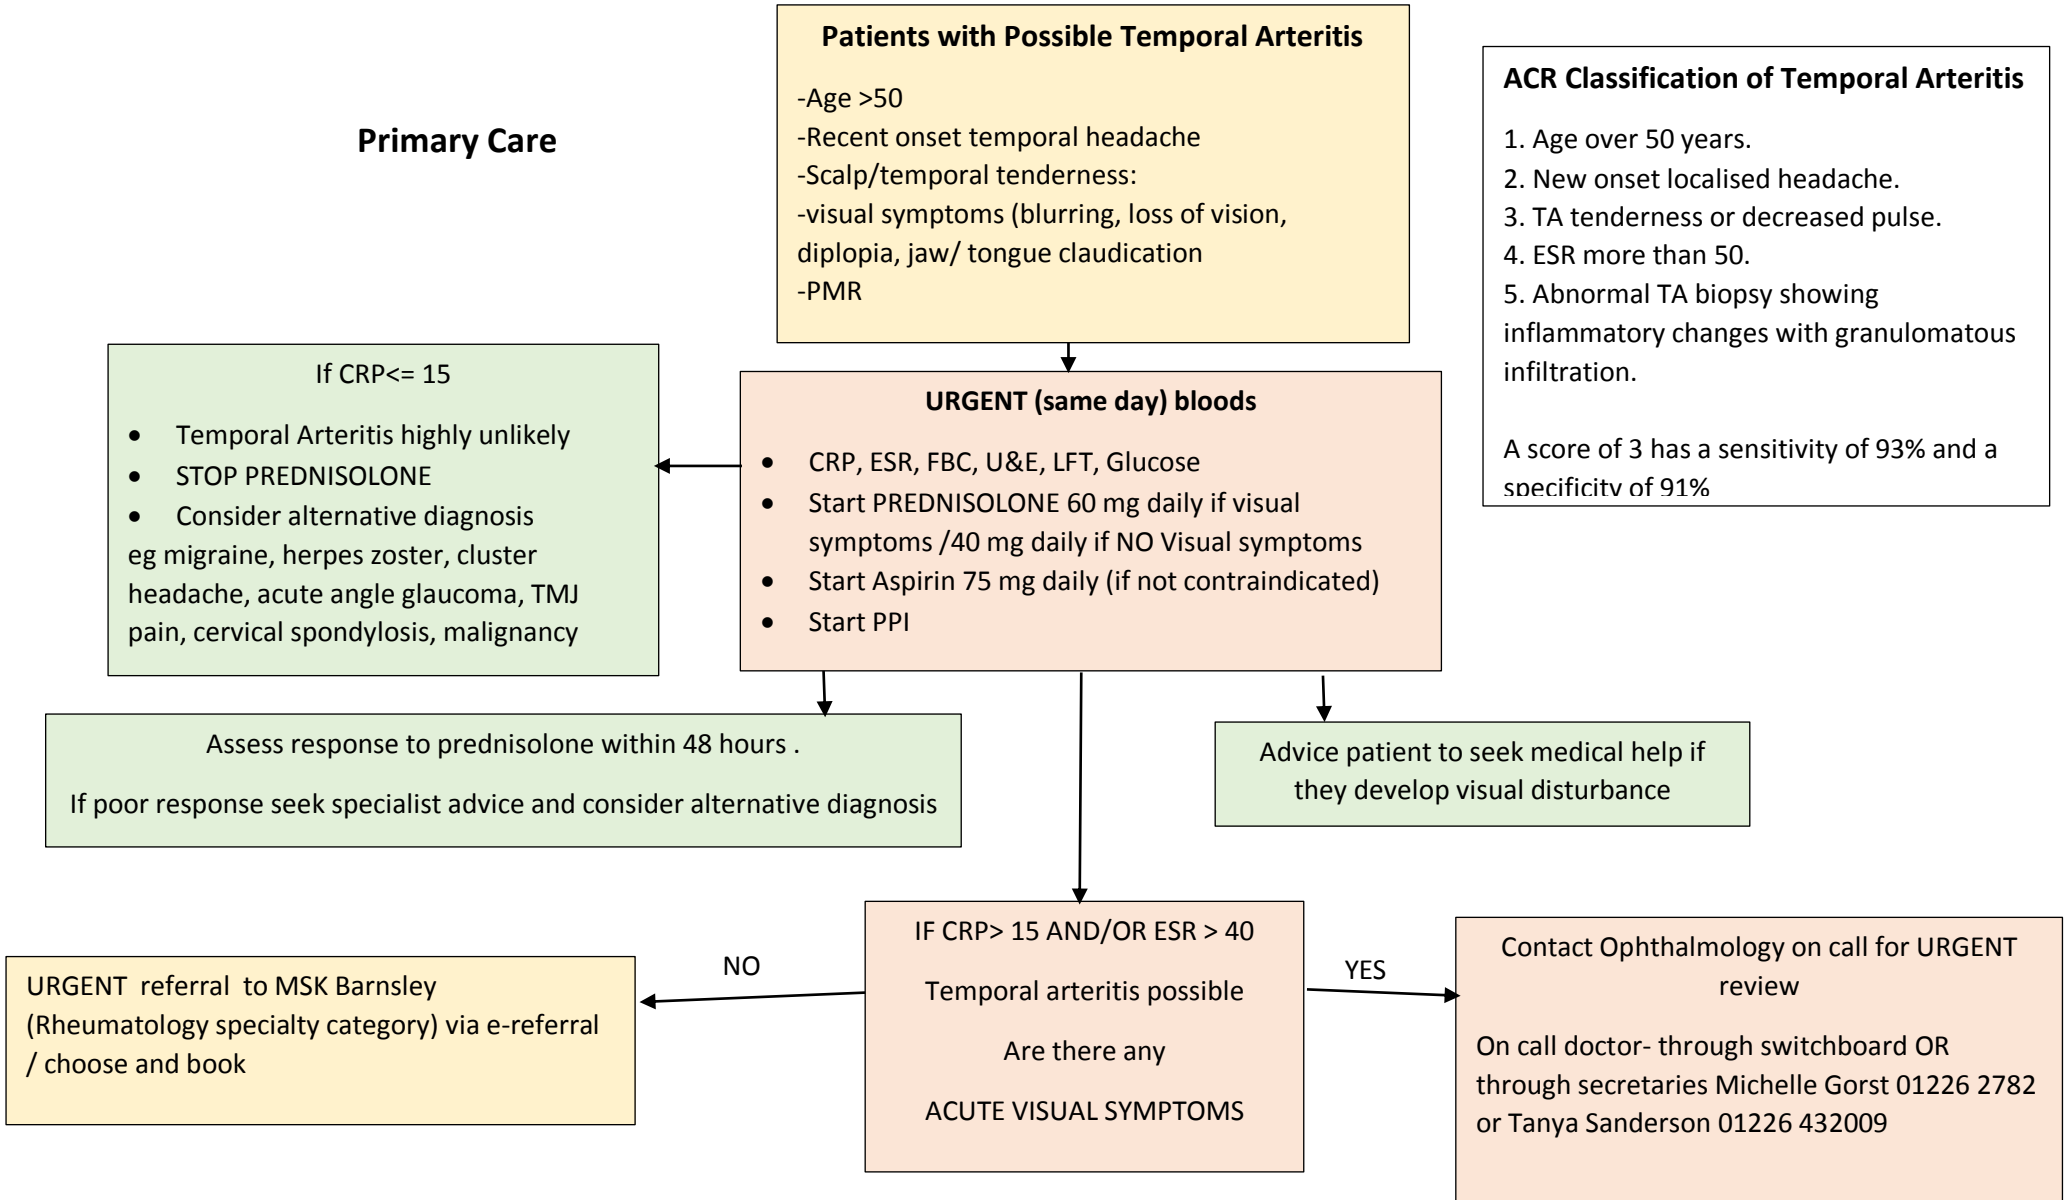 Patients with Possible Temporal Arteritis
-Age >50
-Recent onset temporal headache
-Scalp/temporal tenderness:
-visual symptoms (blurring, loss of vision,
diplopia, jaw/ tongue claudication
-PMR
Primary Care
ACR Classification of Temporal Arteritis
1. Age over 50 years.
2. New onset localised headache.
3. TA tenderness or decreased pulse.
4. ESR more than 50.
5. Abnormal TA biopsy showing
inflammatory changes with granulomatous
infiltration.
A score of 3 has a sensitivity of 93% and a
specificity of 91%
If CRP<= 15
• Temporal Arteritis highly unlikely
• STOP PREDNISOLONE
• Consider alternative diagnosis
eg migraine, herpes zoster, cluster
headache, acute angle glaucoma, TMJ
pain, cervical spondylosis, malignancy
URGENT (same day) bloods
• CRP, ESR, FBC, U&E, LFT, Glucose
• Start PREDNISOLONE 60 mg daily if visual
symptoms /40 mg daily if NO Visual symptoms
• Start Aspirin 75 mg daily (if not contraindicated)
• Start PPI
Assess response to prednisolone within 48 hours .
If poor response seek specialist advice and consider alternative diagnosis
Advice patient to seek medical help if
they develop visual disturbance
IF CRP> 15 AND/OR ESR > 40
Temporal arteritis possible
Are there any
ACUTE VISUAL SYMPTOMS
NO
YES
URGENT referral to MSK Barnsley
(Rheumatology specialty category) via e-referral
/ choose and book
Contact Ophthalmology on call for URGENT
review
On call doctor- through switchboard OR
through secretaries Michelle Gorst 01226 2782
or Tanya Sanderson 01226 432009